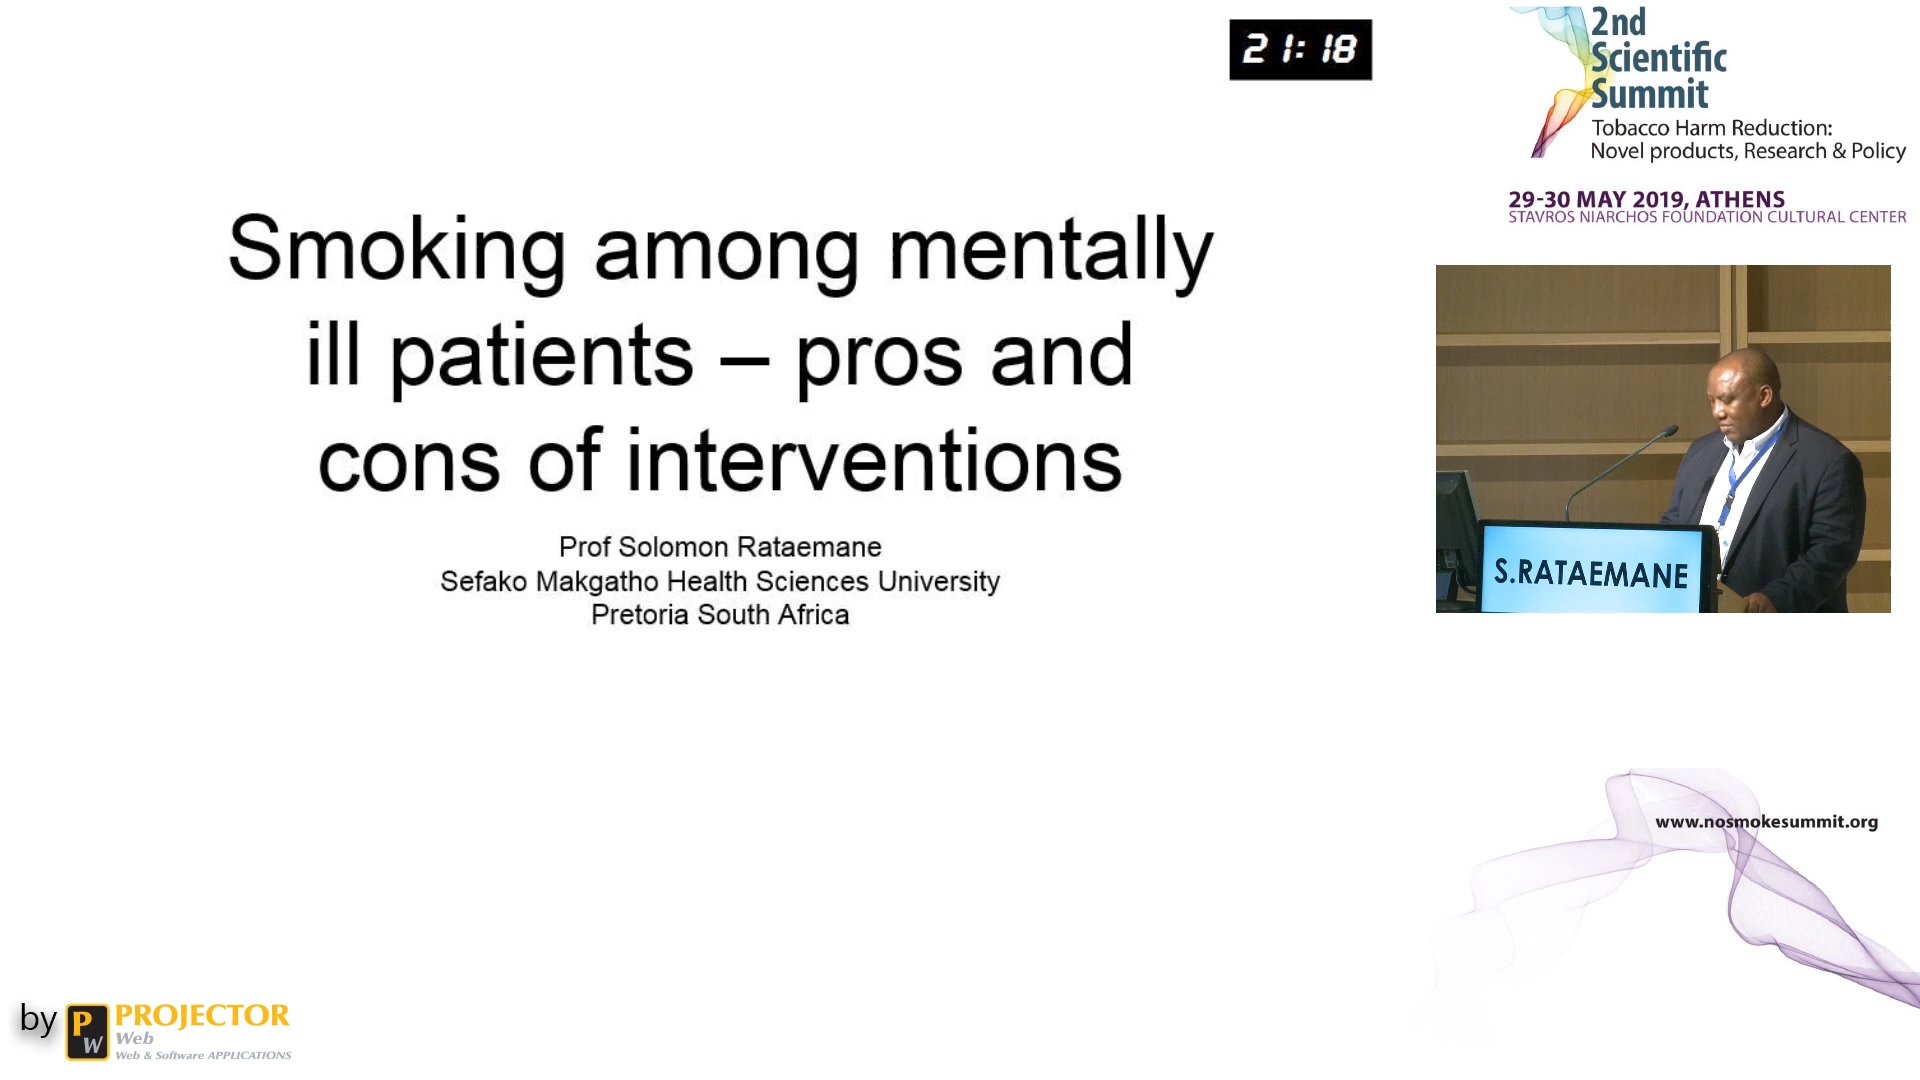 21:18
2nd
Scientific
Summit
Tobacco Harm Reduction:
Novel products, Research & Policy
29-30 MAY 2019, ATHENS
STAVROS NIARCHOS FOUNDATION CULTURAL CENTER
Smoking among mentally
ill patients – pros and
cons of interventions
Prof Solomon Rataemane
Sefako Makgatho Health Sciences University
Pretoria South Africa
S.RATAEMANE
www.nosmokesummit.org
by PW PROJECTOR
Web
Web & Software APPLICATIONS